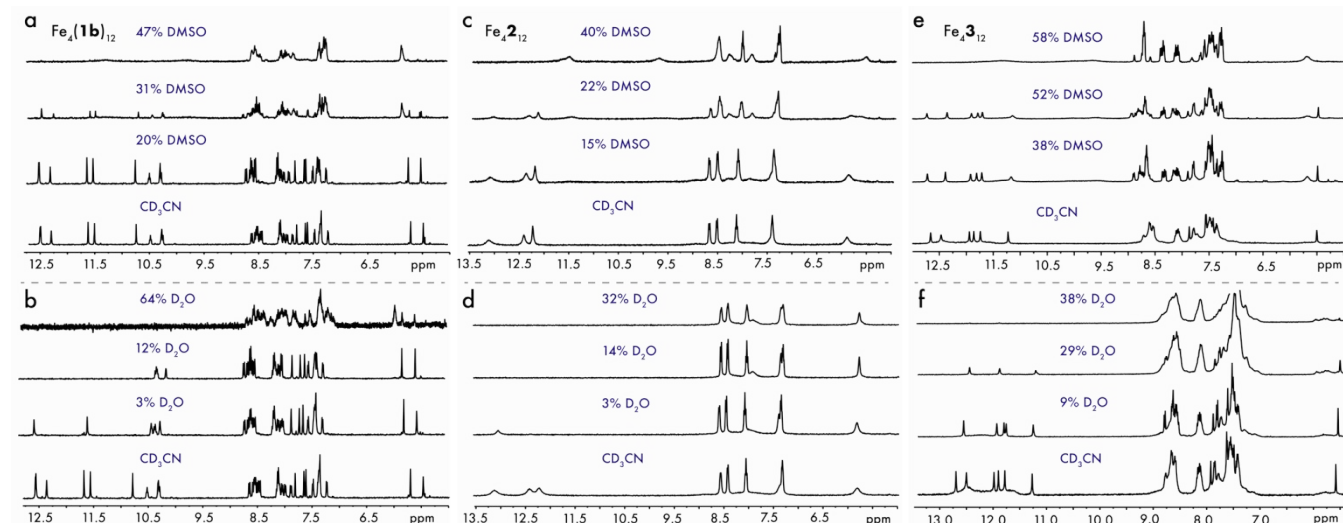 a Fe₄(1b)₁₂
47% DMSO
31% DMSO
20% DMSO
CD₃CN
12.5 11.5 10.5 9.5 8.5 7.5 6.5 ppm
b
64% D₂O
12% D₂O
3% D₂O
CD₃CN
12.5 11.5 10.5 9.5 8.5 7.5 6.5 ppm
c Fe₄2₁₂
40% DMSO
22% DMSO
15% DMSO
CD₃CN
13.5 12.5 11.5 10.5 9.5 8.5 7.5 6.5 ppm
d
32% D₂O
14% D₂O
3% D₂O
CD₃CN
13.5 12.5 11.5 10.5 9.5 8.5 7.5 6.5 ppm
e Fe₄3₁₂
58% DMSO
52% DMSO
38% DMSO
CD₃CN
12.5 11.5 10.5 9.5 8.5 7.5 6.5 ppm
f
38% D₂O
29% D₂O
9% D₂O
CD₃CN
13.0 12.0 11.0 10.0 9.0 8.0 7.0 ppm